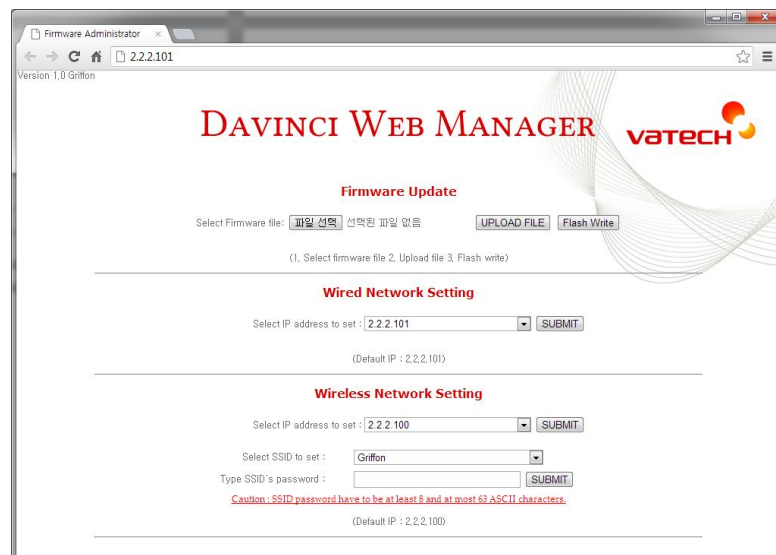 Firmware Administrator
2.2.2.101
Version 1,0 Griffon
DAVINCI WEB MANAGER
vatech
Firmware Update
Select Firmware file: 파일 선택 선택된 파일 없음 UPLOAD FILE Flash Write
(1, Select firmware file 2, Upload file 3, Flash write)
Wired Network Setting
Select IP address to set : 2.2.2.101 SUBMIT
(Default IP : 2,2,2,101)
Wireless Network Setting
Select IP address to set : 2.2.2.100 SUBMIT
Select SSID to set : Griffon
Type SSID's password : SUBMIT
Caution : SSID password have to be at least 8 and at most 63 ASCII characters.
(Default IP : 2,2,2,100)